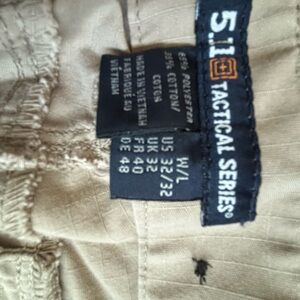 5.11 TACTICAL SERIES®
65% POLYESTER
35% COTTON/
COTON
MADE IN VIETNAM
FABRIQUE AU
VIETNAM
W/L
US 32/32
UK 32
FR 40
DE 48